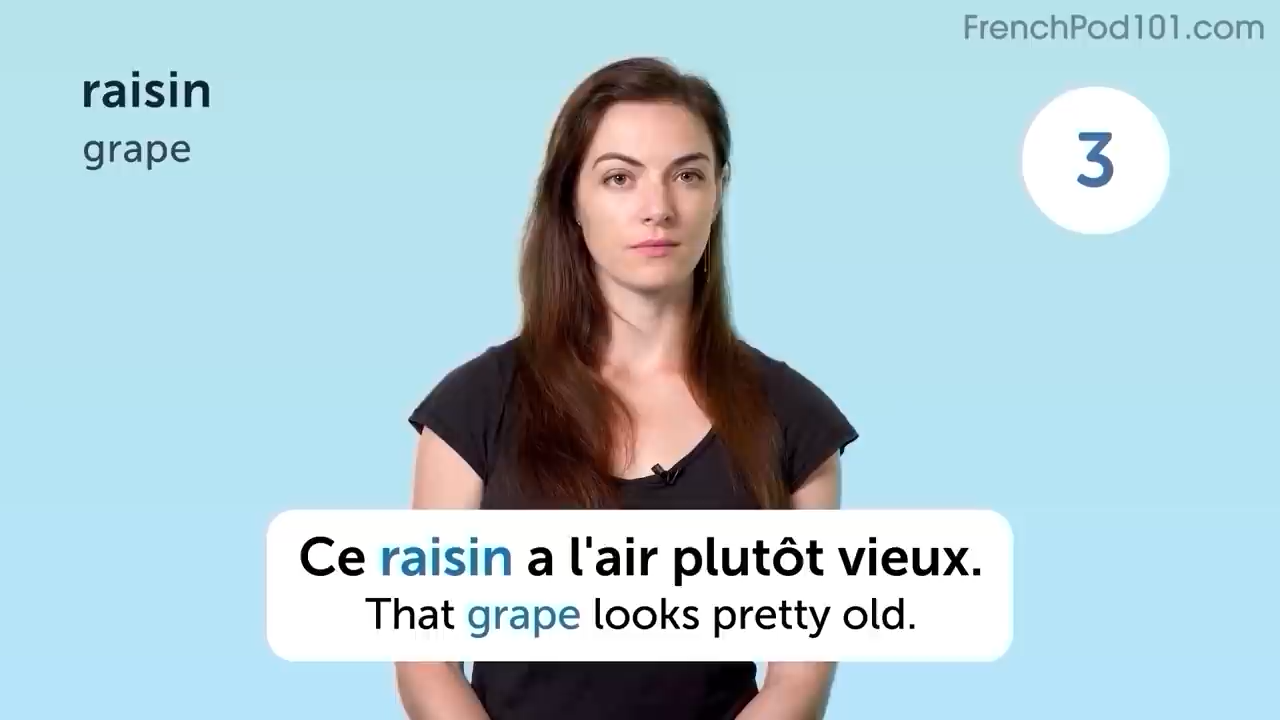 FrenchPod101.com
raisin
grape
3
Ce raisin a l'air plutôt vieux.
That grape looks pretty old.